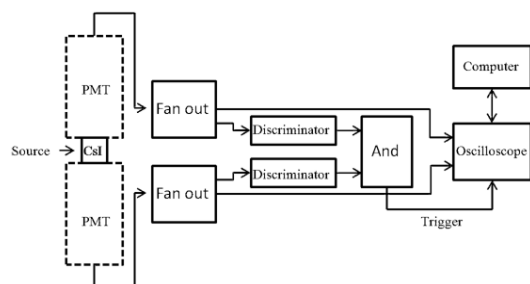 PMT
Fan out
Computer
Discriminator
Source
CsI
And
Oscilloscope
Discriminator
Fan out
PMT
Trigger